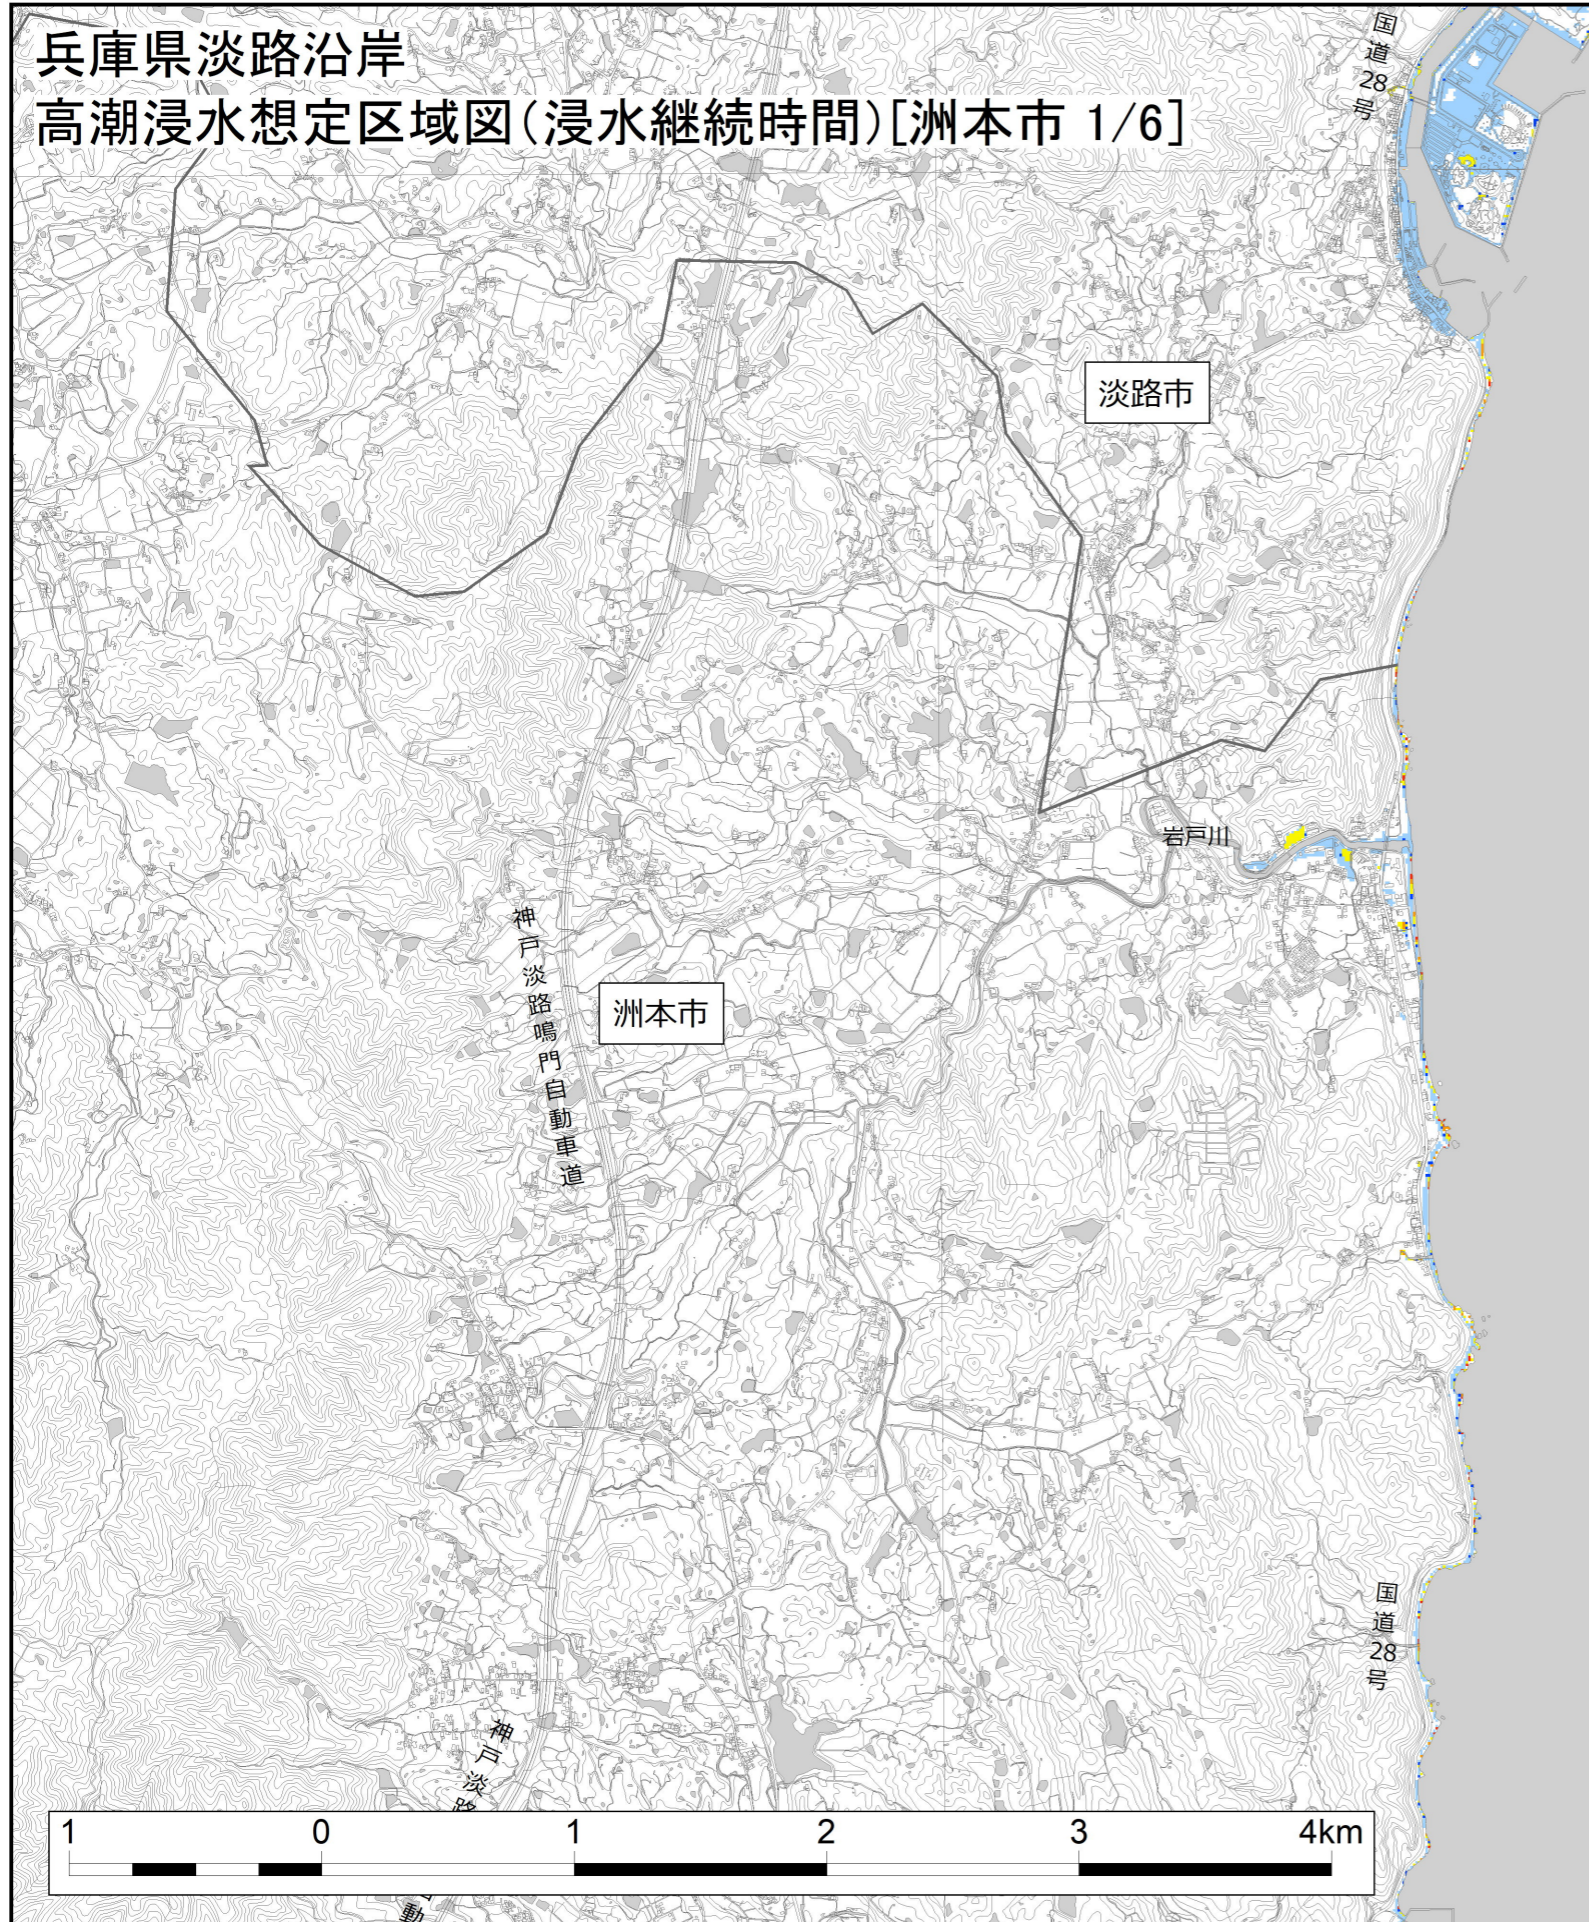 兵庫県淡路沿岸
高潮浸水想定区域図(浸水継続時間)[洲本市 1/6]
国道28号
淡路市
岩戸川
神戸淡路鳴門自動車道
洲本市
国道28号
神戸淡路
1 0 1 2 3 4km
動